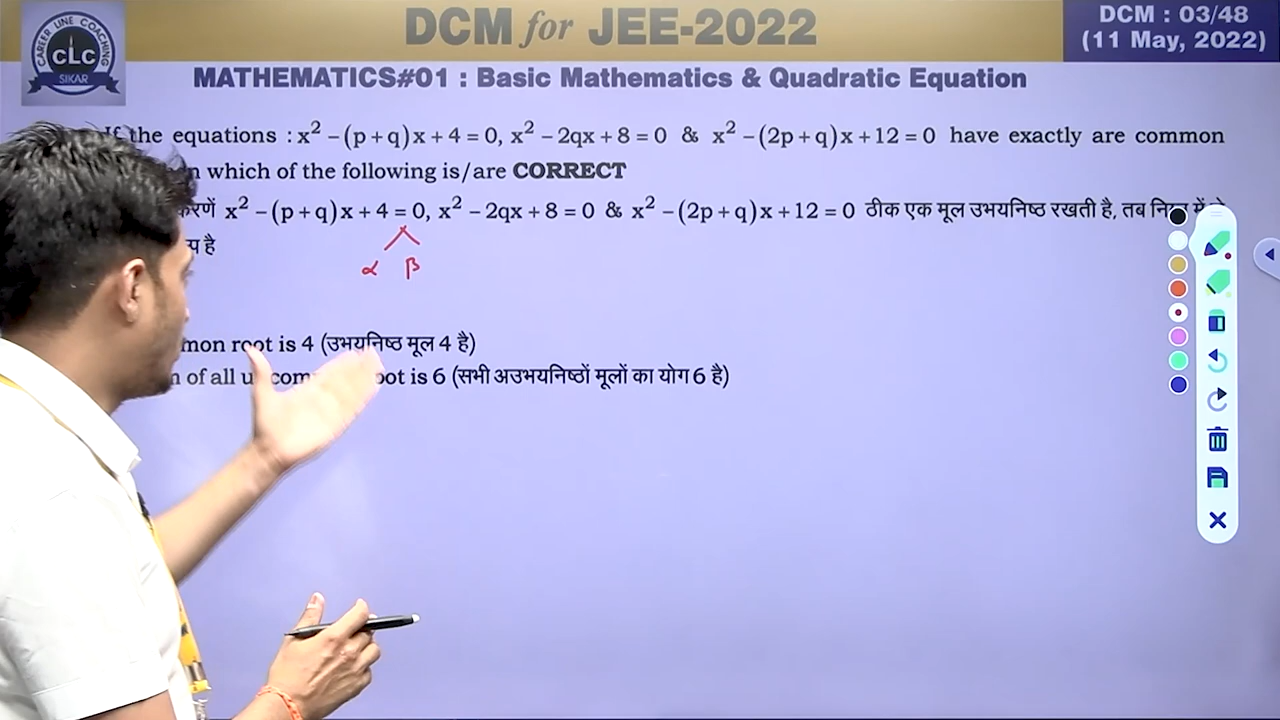 DCM for JEE-2022
DCM : 03/48
(11 May, 2022)
CAREER LINE COACHING
CLC
SIKAR
MATHEMATICS#01 : Basic Mathematics & Quadratic Equation
If the equations : x² − (p + q)x + 4 = 0, x² − 2qx + 8 = 0 & x² − (2p + q)x + 12 = 0 have exactly are common
which of the following is/are CORRECT
x² − (p + q)x + 4 = 0, x² − 2qx + 8 = 0 & x² − (2p + q)x + 12 = 0 ठीक एक मूल उभयनिष्ठ रखती है, तब
है
α β
root is 4 (उभयनिष्ठ मूल 4 है)
of all is 6 (सभी अउभयनिष्ठों मूलों का योग 6 है)